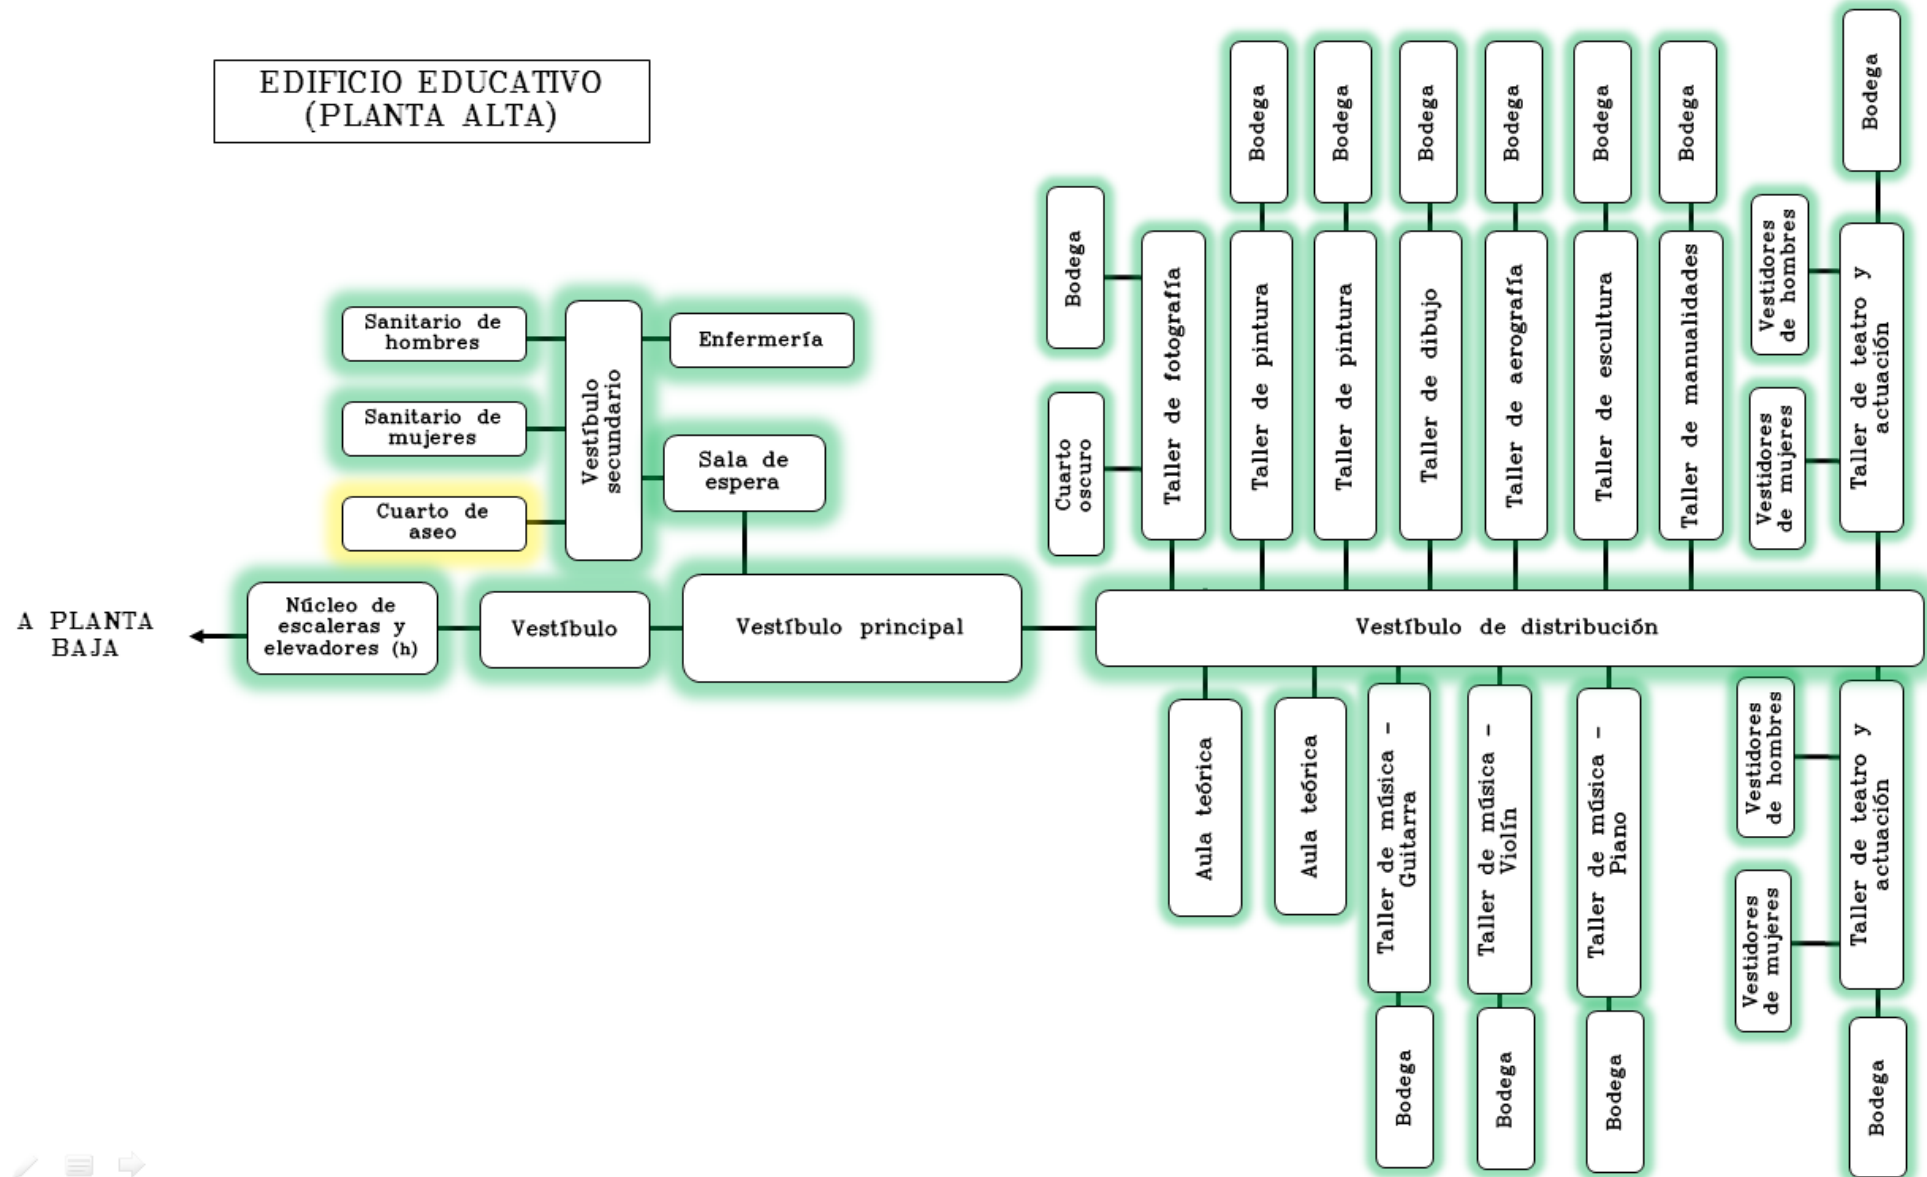 EDIFICIO EDUCATIVO
(PLANTA ALTA)
Sanitario de
hombres
Sanitario de
mujeres
Cuarto de
aseo
Vestíbulo
secundario
Enfermería
Sala de
espera
A PLANTA
BAJA
Núcleo de
escaleras y
elevadores (h)
Vestíbulo
Vestíbulo principal
Vestíbulo de distribución
Bodega
Cuarto
oscuro
Taller de fotografía
Bodega
Taller de pintura
Bodega
Taller de pintura
Bodega
Taller de dibujo
Bodega
Taller de aerografía
Bodega
Taller de escultura
Bodega
Taller de manualidades
Bodega
Vestidores
de hombres
Vestidores
de mujeres
Taller de teatro y
actuación
Aula teórica
Aula teórica
Taller de música –
Guitarra
Bodega
Taller de música –
Violín
Bodega
Taller de música –
Piano
Bodega
Vestidores
de hombres
Vestidores
de mujeres
Taller de teatro y
actuación
Bodega